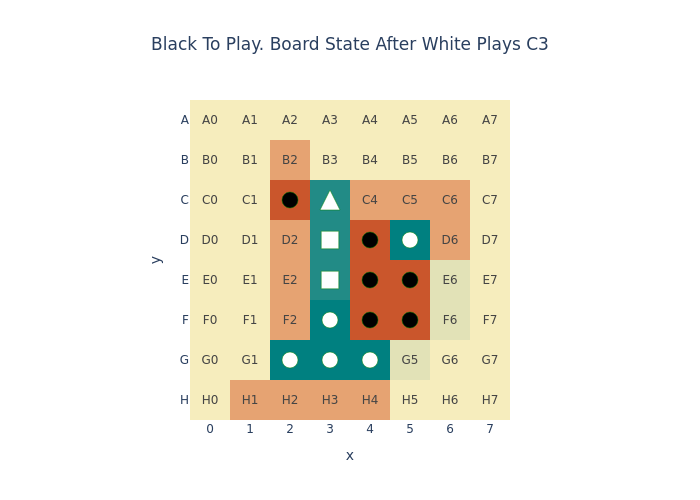 Black To Play. Board State After White Plays C3
A A0 A1 A2 A3 A4 A5 A6 A7
B B0 B1 B2 B3 B4 B5 B6 B7
C C0 C1 C4 C5 C6 C7
D D0 D1 D2 D6 D7
y
E E0 E1 E2 E6 E7
F F0 F1 F2 F6 F7
G G0 G1 G5 G6 G7
H H0 H1 H2 H3 H4 H5 H6 H7
0 1 2 3 4 5 6 7
x